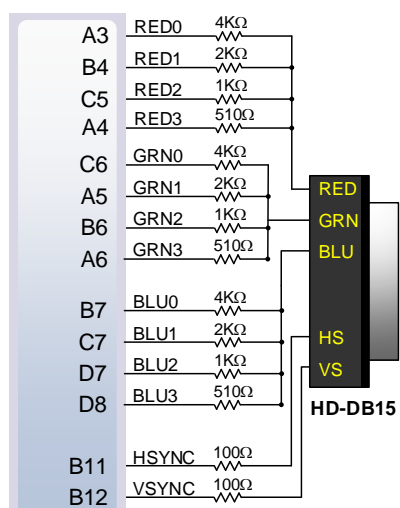 A3 RED0 4KΩ
B4 RED1 2KΩ
C5 RED2 1KΩ
A4 RED3 510Ω
C6 GRN0 4KΩ
A5 GRN1 2KΩ
B6 GRN2 1KΩ
A6 GRN3 510Ω
B7 BLU0 4KΩ
C7 BLU1 2KΩ
D7 BLU2 1KΩ
D8 BLU3 510Ω
B11 HSYNC 100Ω
B12 VSYNC 100Ω
RED
GRN
BLU
HS
VS
HD-DB15